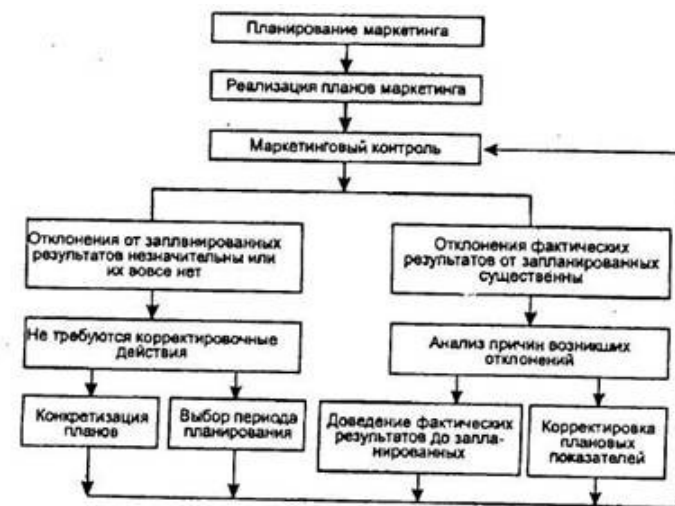 Планирование маркетинга
Реализация планов маркетинга
Маркетинговый контроль
Отклонения от запланированных
результатов незначительны или
их вовсе нет
Отклонения фактических
результатов от запланированных
существенны
Не требуются корректировочные
действия
Анализ причин возникших
отклонений
Конкретизация
планов
Выбор периода
планирования
Доведение фактических
результатов до запла-
нированных
Корректировка
плановых
показателей